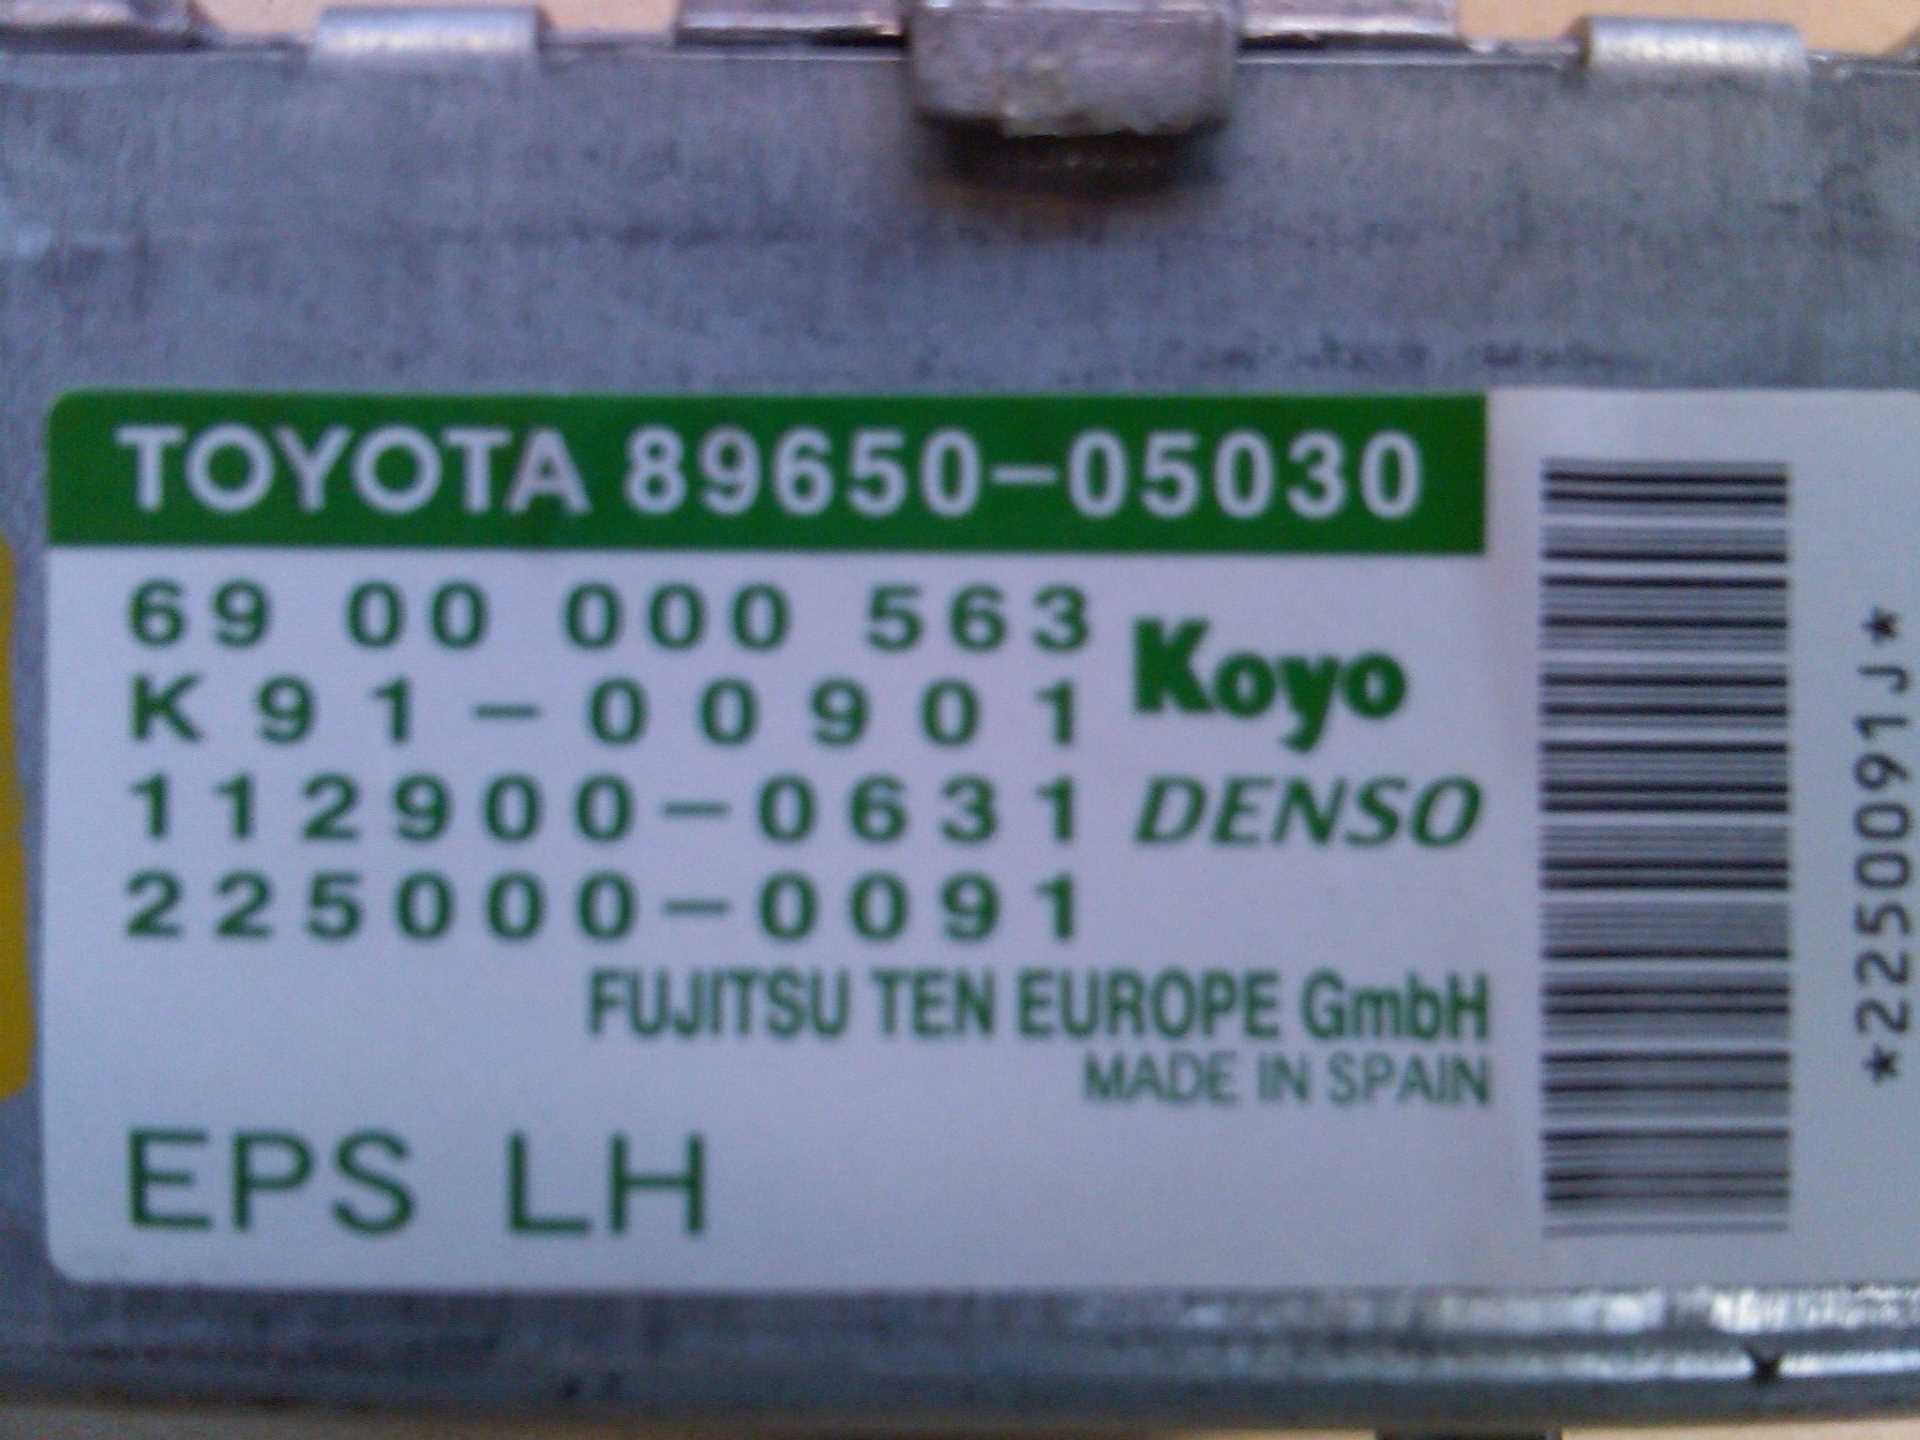 TOYOTA 89650-05030
69 00 000 563
K91-00901 Koyo
112900-0631 DENSO
225000-0091
FUJITSU TEN EUROPE GmbH
MADE IN SPAIN
EPS LH
*2250091J*